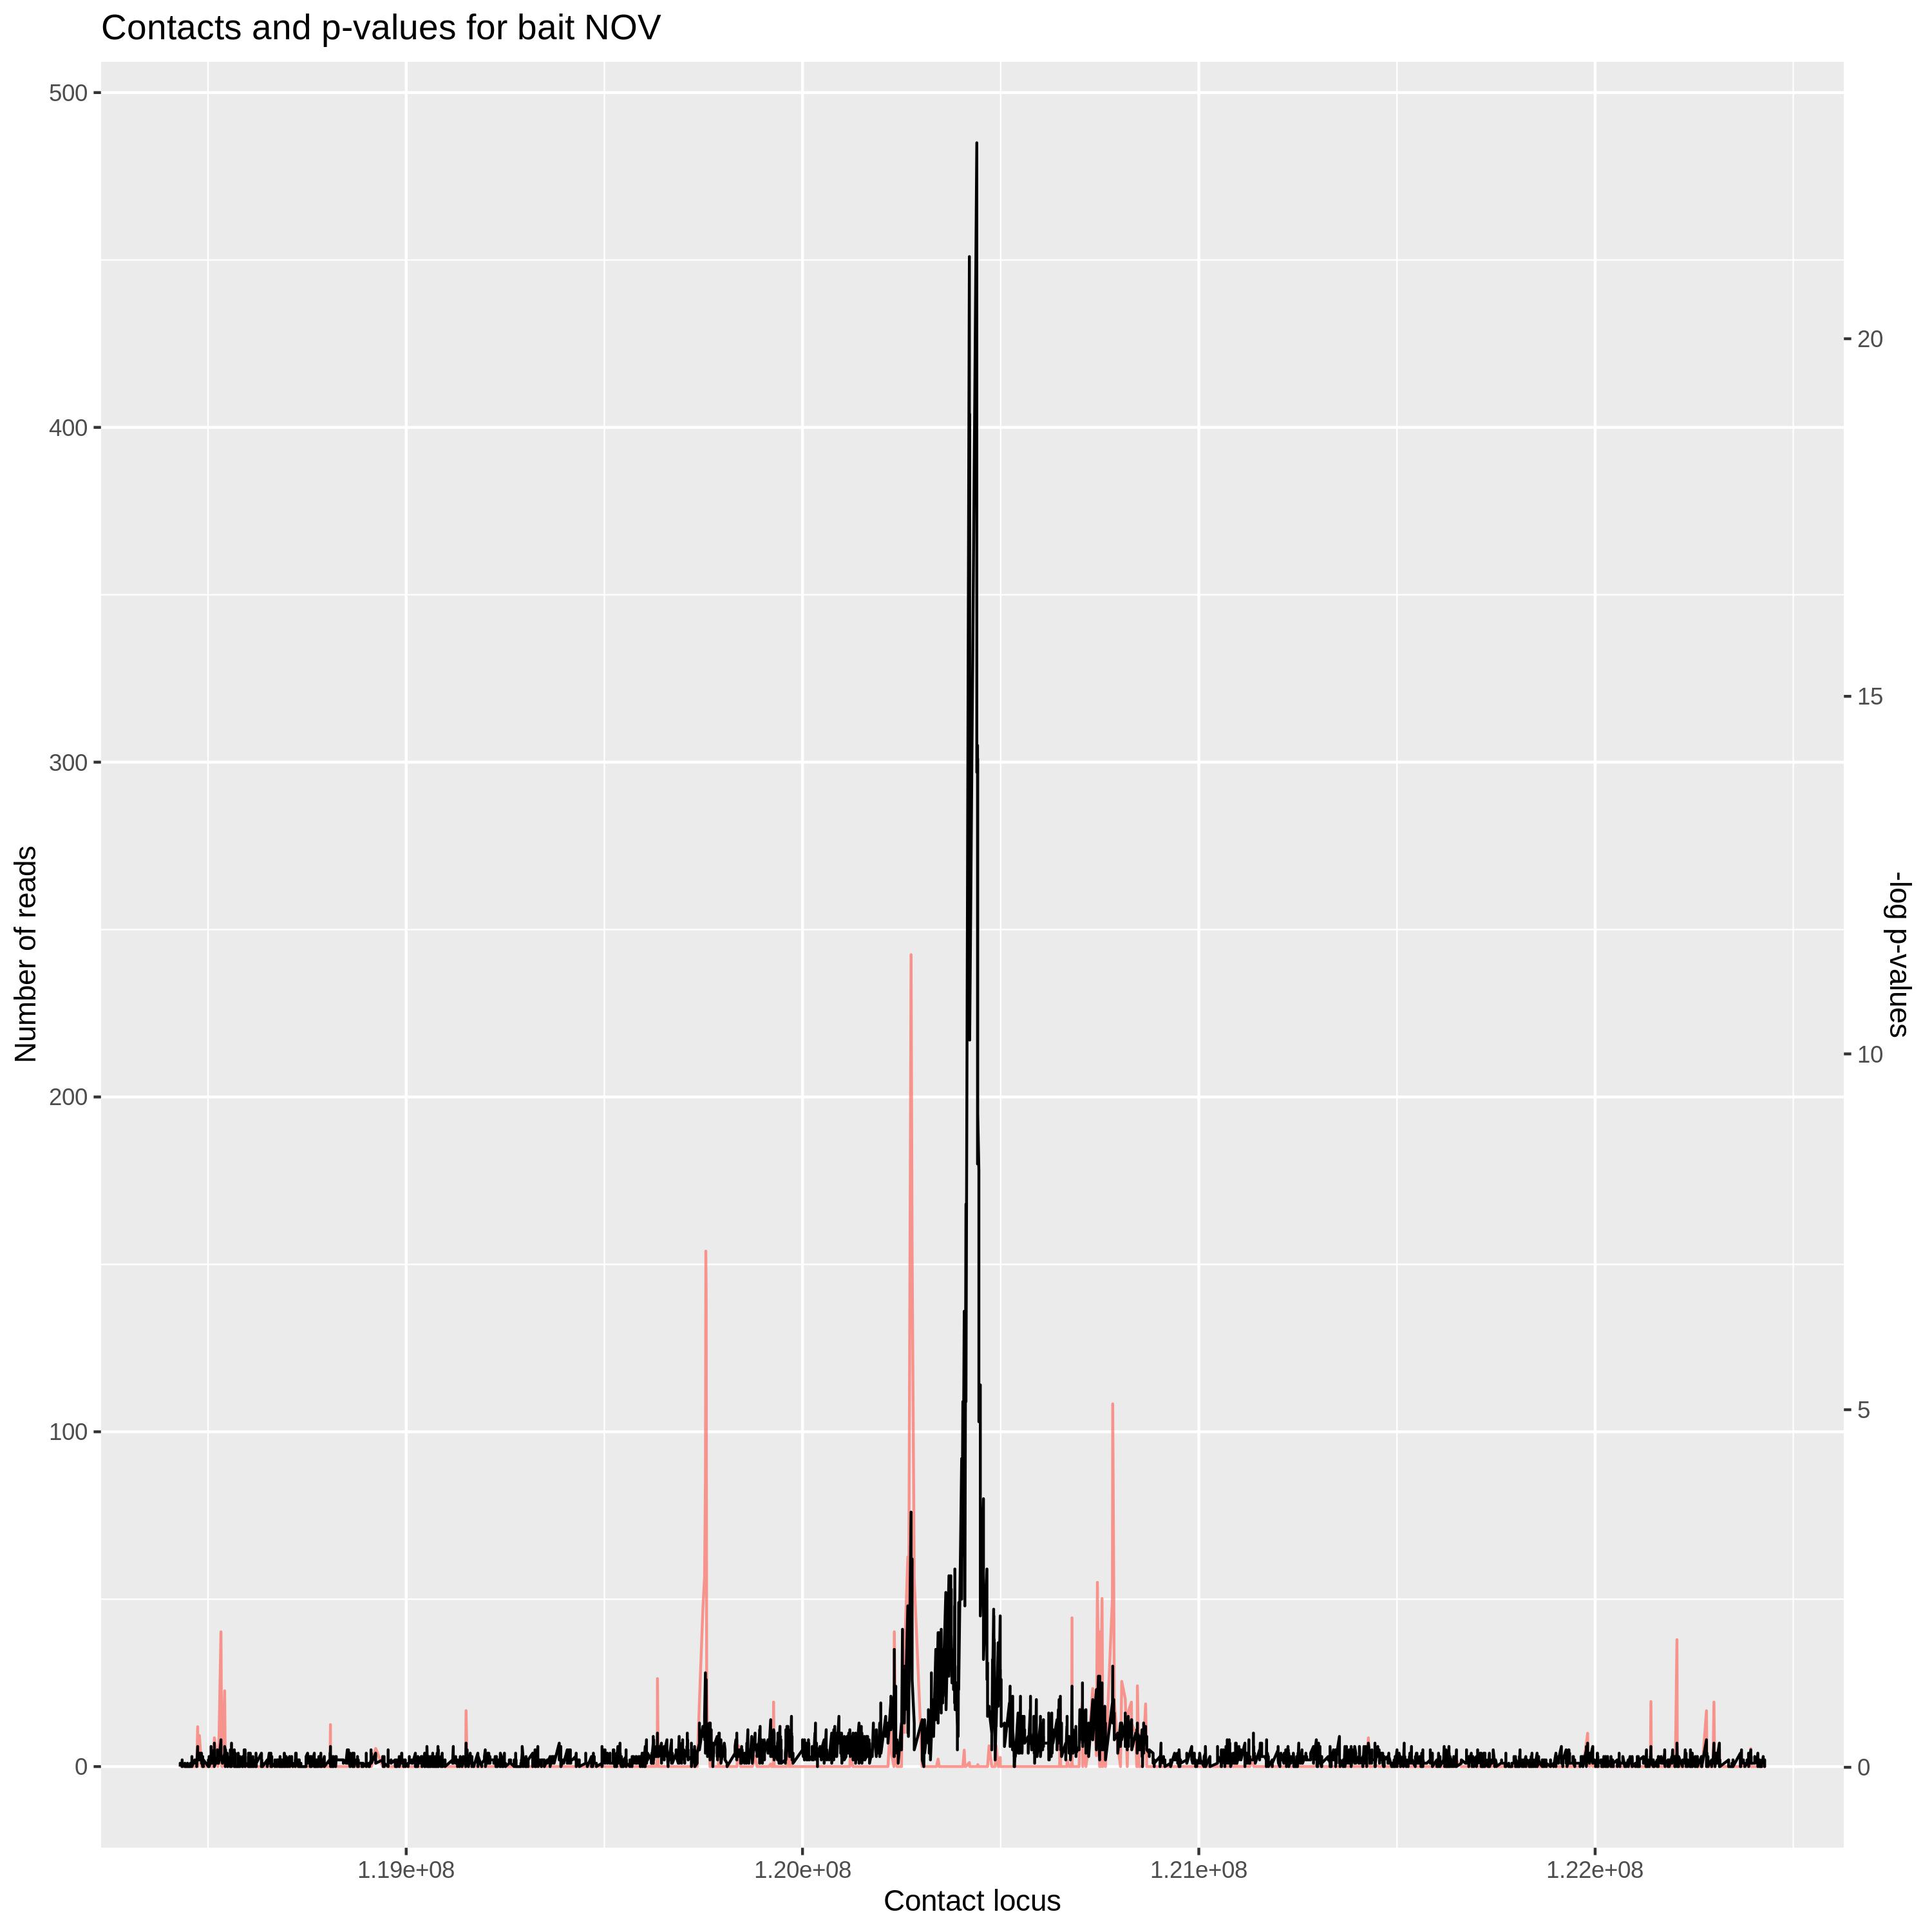 Contacts and p-values for bait NOV
500
400
300
200
100
0
Number of reads
20
15
10
5
0
-log p-values
1.19e+08
1.20e+08
1.21e+08
1.22e+08
Contact locus